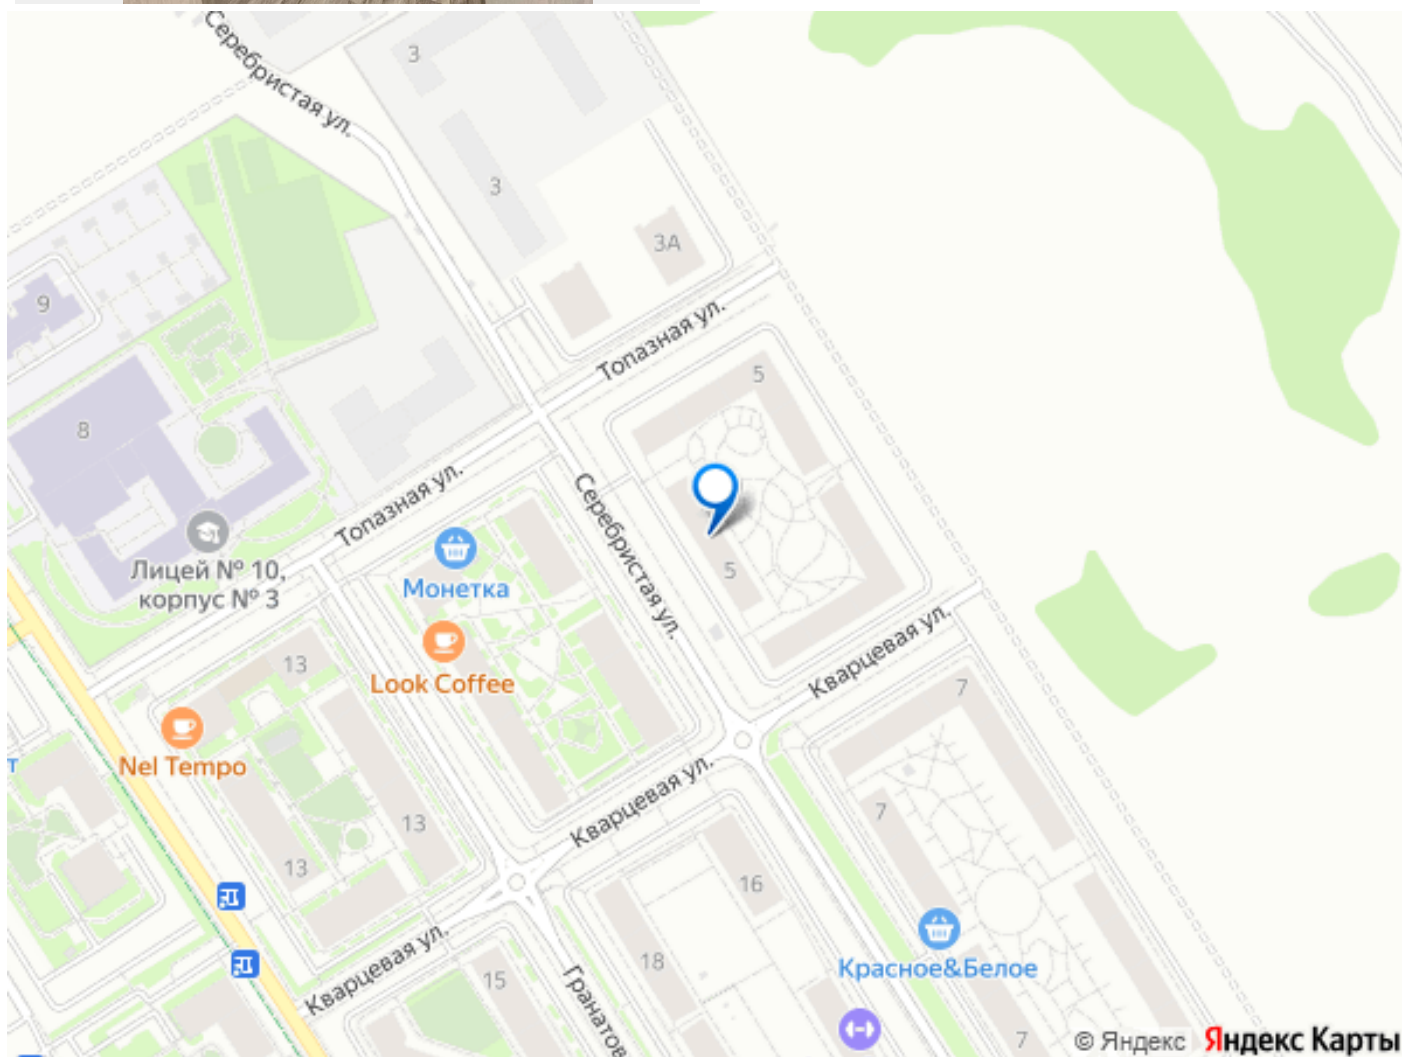 Серебристая ул.
3
3
3А
9
Топазная ул.
5
8
Топазная ул.
Серебристая ул.
5
Лицей № 10,
корпус № 3
Монетка
Look Coffee
Кварцевая ул.
13
7
Nel Tempo
т
Кварцевая ул.
13
13
7
16
18
Красное&Белое
Кварцевая ул.
15
Гранатов
7
© Яндекс Яндекс Карты